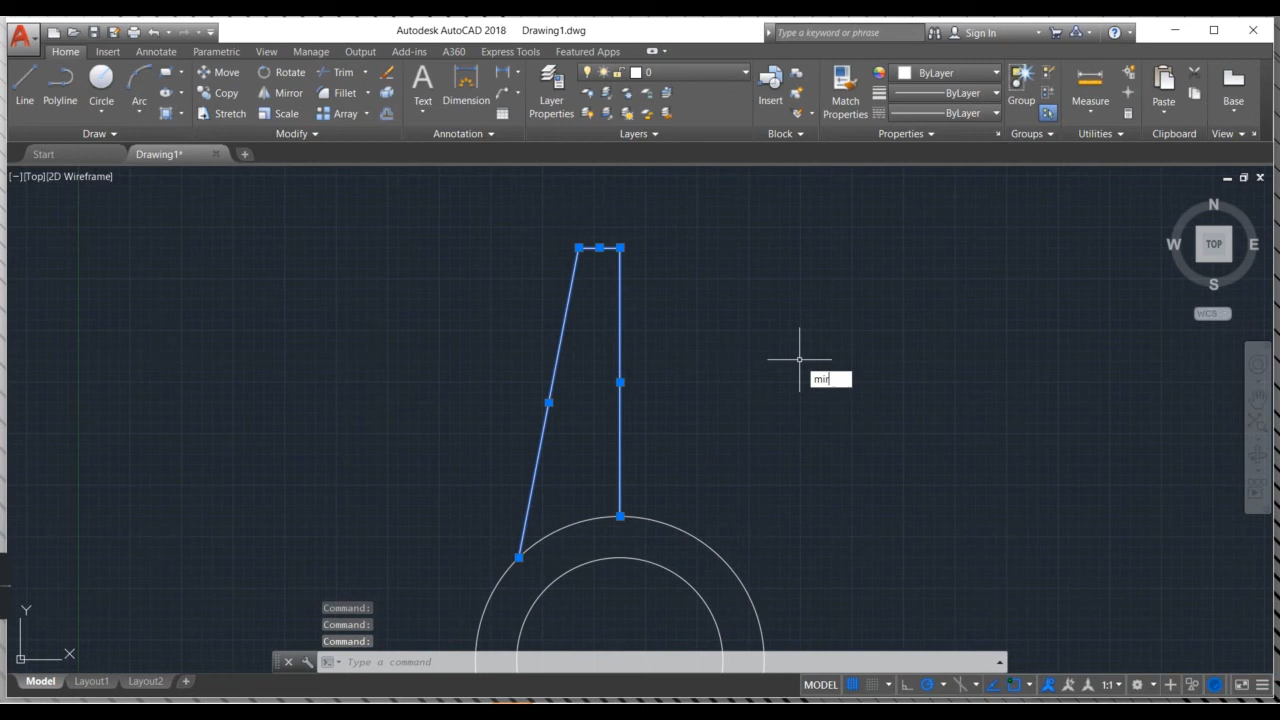 Autodesk AutoCAD 2018 Drawing1.dwg
Type a keyword or phrase
Sign In
Home Insert Annotate Parametric View Manage Output Add-ins A360 Express Tools Featured Apps
Line
Polyline
Circle
Arc
Draw
Move
Copy
Stretch
Rotate
Mirror
Scale
Trim
Fillet
Array
Modify
Text
Dimension
Annotation
Layer
Properties
0
Layers
Insert
Block
Match
Properties
ByLayer
ByLayer
ByLayer
Properties
Group
Groups
Measure
Utilities
Paste
Clipboard
Base
View
Start
Drawing1*
[−][Top][2D Wireframe]
N
W TOP E
S
WCS
mir
Y
X
Command:
Command:
Command:
Type a command
Model Layout1 Layout2
MODEL
1:1